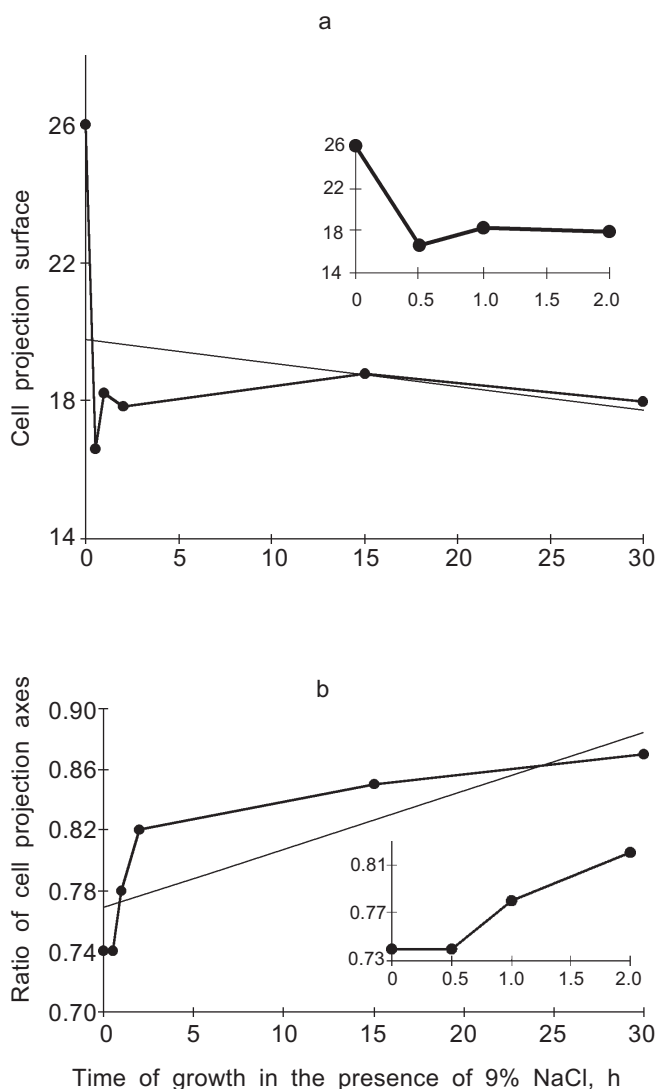 a
Cell projection surface
26
22
18
14
0 5 10 15 20 25 30
26
22
18
14
0 0.5 1.0 1.5 2.0
b
Ratio of cell projection axes
0.90
0.86
0.82
0.78
0.74
0.70
0 5 10 15 20 25 30
0.81
0.77
0.73
0 0.5 1.0 1.5 2.0
Time of growth in the presence of 9% NaCl, h